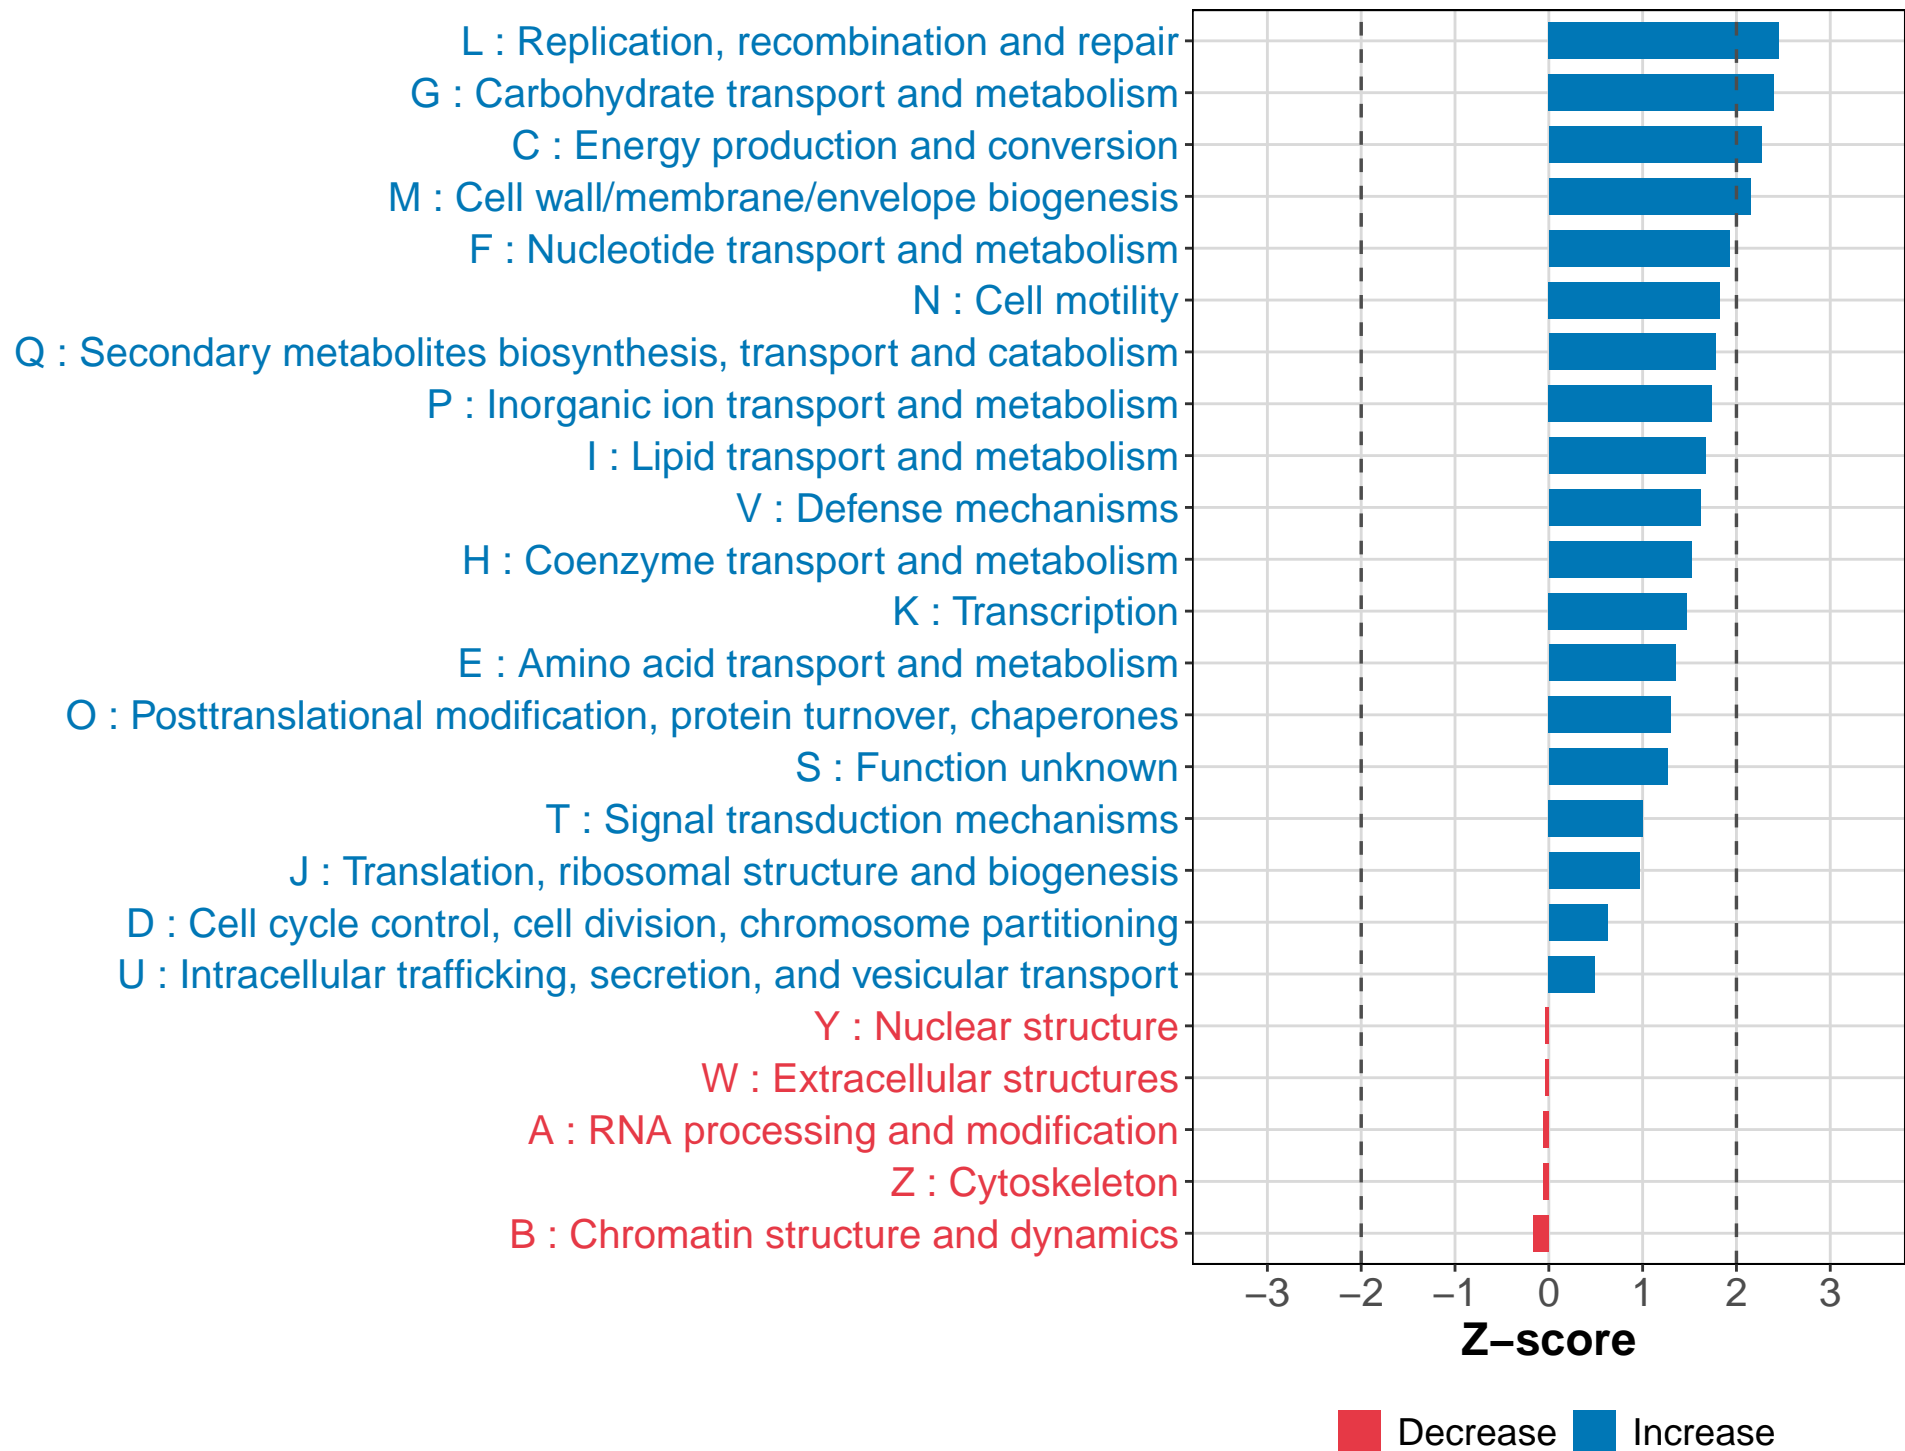 L : Replication, recombination and repair
G : Carbohydrate transport and metabolism
C : Energy production and conversion
M : Cell wall/membrane/envelope biogenesis
F : Nucleotide transport and metabolism
N : Cell motility
Q : Secondary metabolites biosynthesis, transport and catabolism
P : Inorganic ion transport and metabolism
I : Lipid transport and metabolism
V : Defense mechanisms
H : Coenzyme transport and metabolism
K : Transcription
E : Amino acid transport and metabolism
O : Posttranslational modification, protein turnover, chaperones
S : Function unknown
T : Signal transduction mechanisms
J : Translation, ribosomal structure and biogenesis
D : Cell cycle control, cell division, chromosome partitioning
U : Intracellular trafficking, secretion, and vesicular transport
Y : Nuclear structure
W : Extracellular structures
A : RNA processing and modification
Z : Cytoskeleton
B : Chromatin structure and dynamics
−3 −2 −1 0 1 2 3
Z−score
Decrease Increase